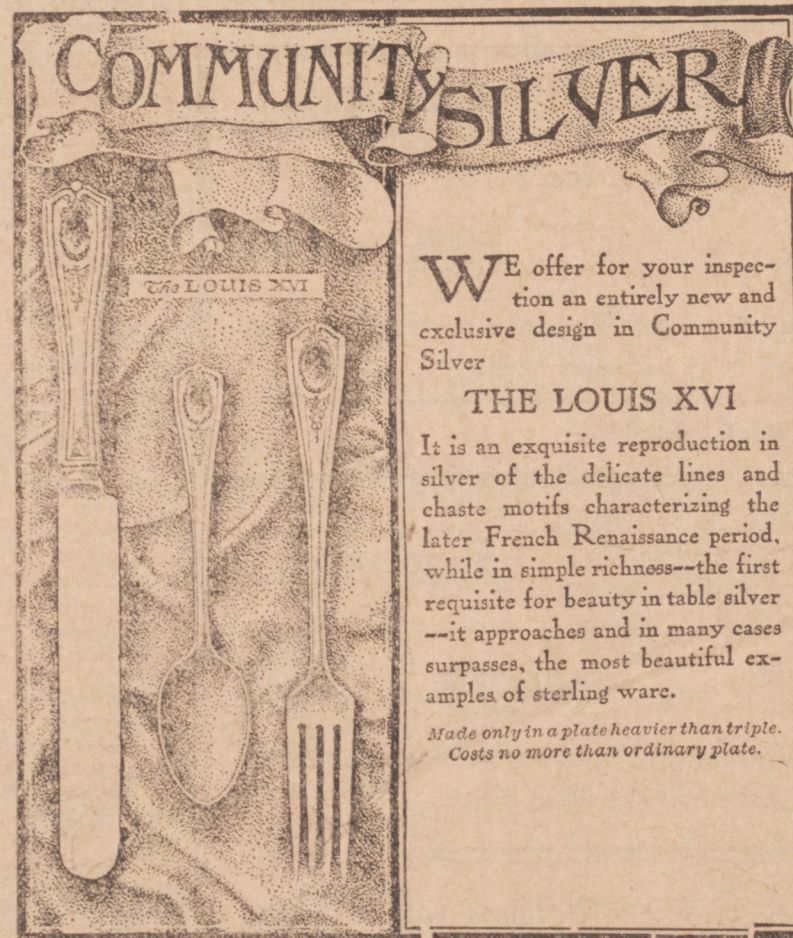 COMMUNITY SILVER
The LOUIS XVI
WE offer for your inspec-
tion an entirely new and
exclusive design in Community
Silver
THE LOUIS XVI
It is an exquisite reproduction in
silver of the delicate lines and
chaste motifs characterizing the
later French Renaissance period,
while in simple richness--the first
requisite for beauty in table silver
--it approaches and in many cases
surpasses, the most beautiful ex-
amples of sterling ware.
Made only in a plate heavier than triple.
Costs no more than ordinary plate.